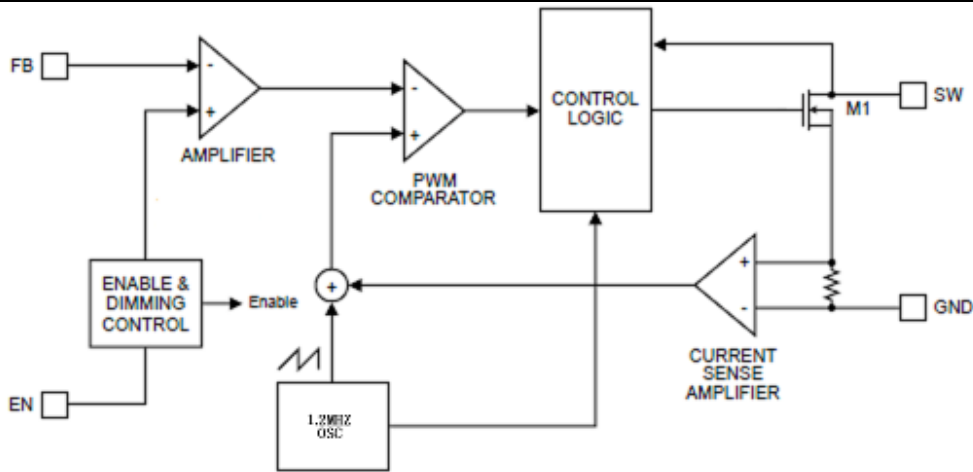 FB
-
+
AMPLIFIER
-
+
PWM
COMPARATOR
CONTROL
LOGIC
M1
SW
ENABLE &
DIMMING
CONTROL
Enable
+
+
-
GND
CURRENT
SENSE
AMPLIFIER
EN
1.2MHZ
OSC